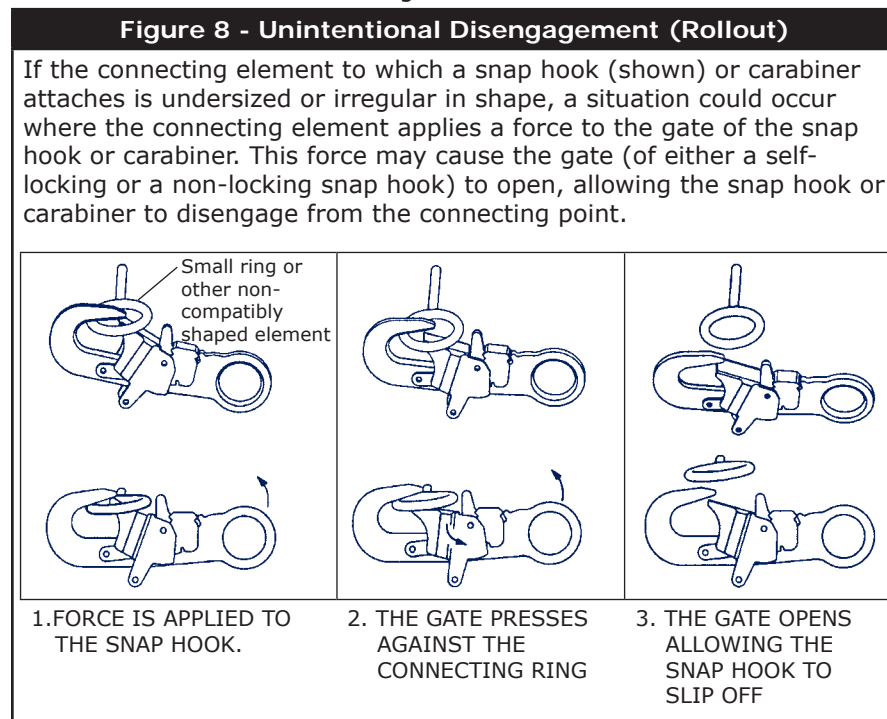 Figure 8 - Unintentional Disengagement (Rollout)
If the connecting element to which a snap hook (shown) or carabiner
attaches is undersized or irregular in shape, a situation could occur
where the connecting element applies a force to the gate of the snap
hook or carabiner. This force may cause the gate (of either a self-
locking or a non-locking snap hook) to open, allowing the snap hook or
carabiner to disengage from the connecting point.
Small ring or
other non-
compatibly
shaped element
1.FORCE IS APPLIED TO
THE SNAP HOOK.
2. THE GATE PRESSES
AGAINST THE
CONNECTING RING
3. THE GATE OPENS
ALLOWING THE
SNAP HOOK TO
SLIP OFF